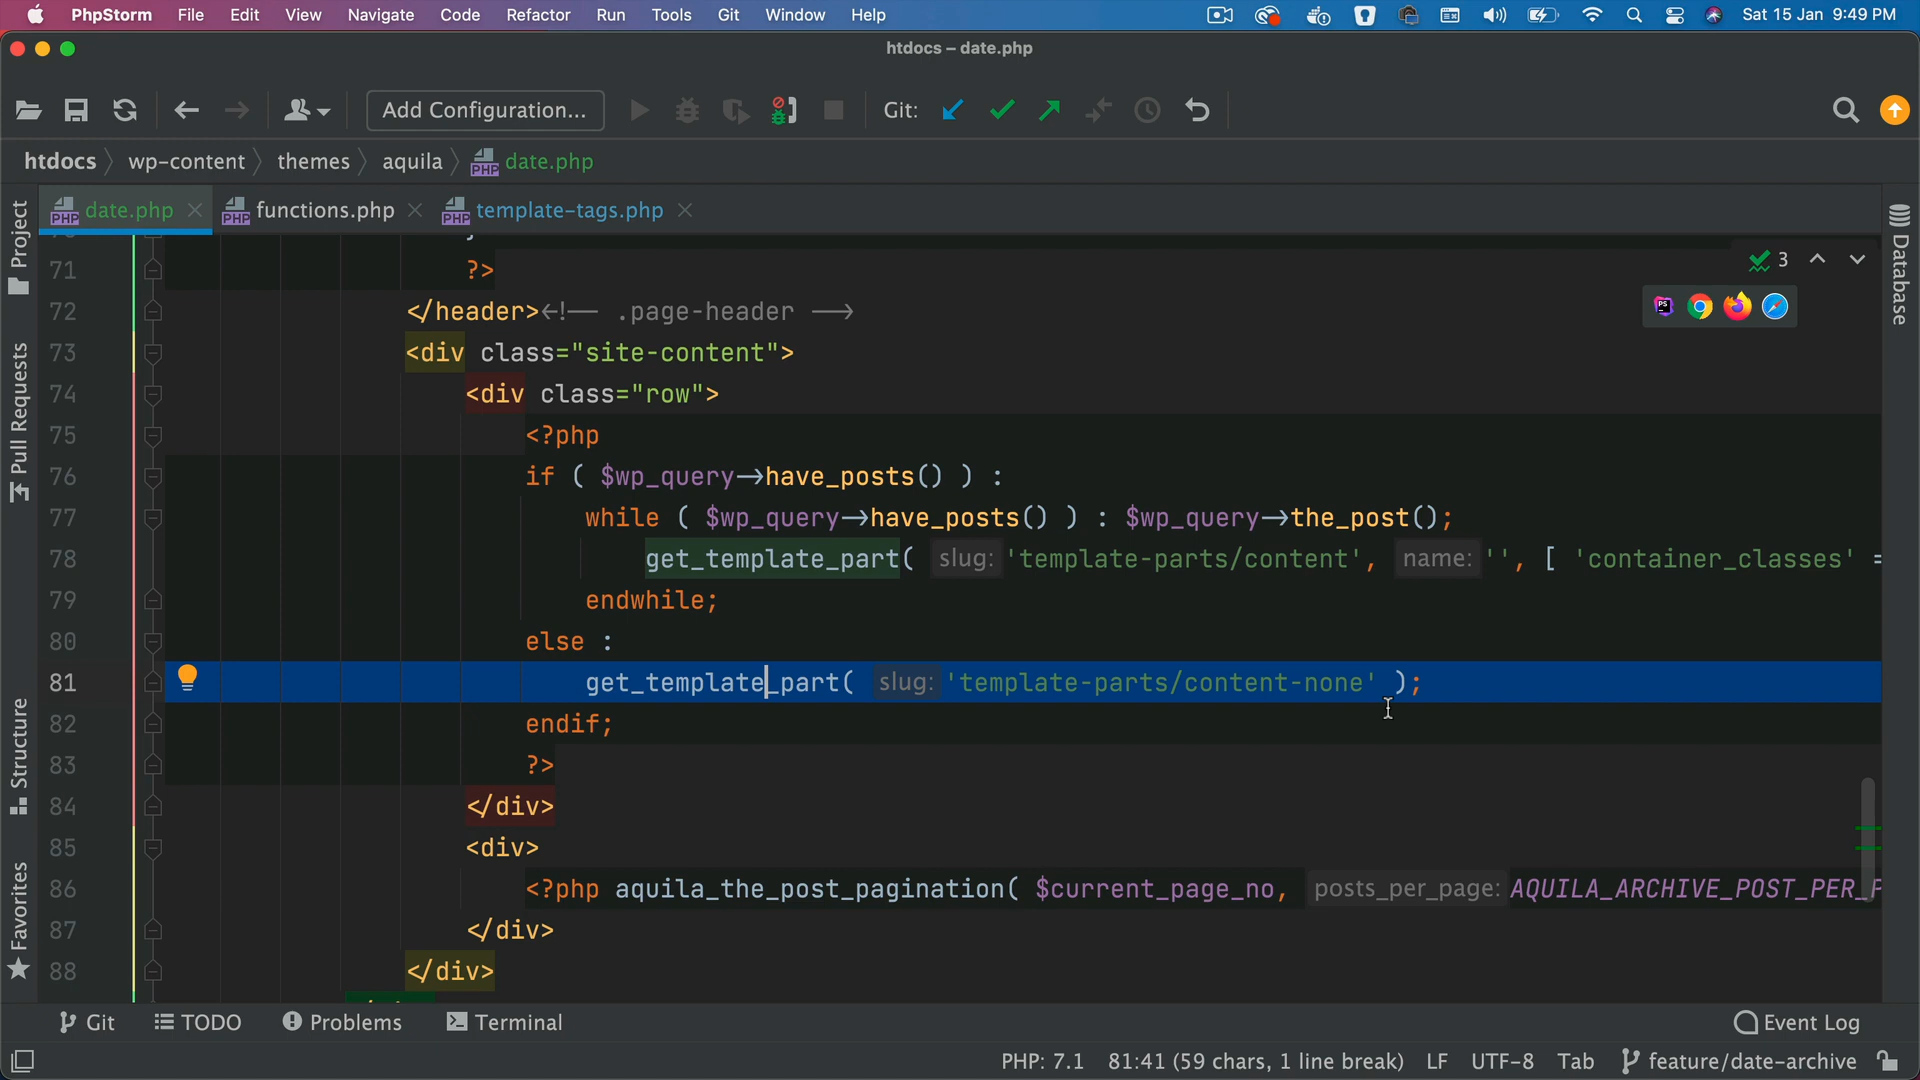 PhpStorm File Edit View Navigate Code Refactor Run Tools Git Window Help Sat 15 Jan 9:49 PM
htdocs – date.php
Add Configuration... Git:
htdocs wp-content themes aquila date.php
date.php functions.php template-tags.php
Project
Pull Requests
Structure
Favorites
Database
3
71 ?>
72 </header><!-- .page-header -->
73 <div class="site-content">
74 <div class="row">
75 <?php
76 if ( $wp_query->have_posts() ) :
77 while ( $wp_query->have_posts() ) : $wp_query->the_post();
78 get_template_part( slug: 'template-parts/content', name: '', [ 'container_classes' =
79 endwhile;
80 else :
81 get_template_part( slug: 'template-parts/content-none' );
82 endif;
83 ?>
84 </div>
85 <div>
86 <?php aquila_the_post_pagination( $current_page_no, posts_per_page: AQUILA_ARCHIVE_POST_PER_P
87 </div>
88 </div>
Git TODO Problems Terminal Event Log
PHP: 7.1 81:41 (59 chars, 1 line break) LF UTF-8 Tab feature/date-archive